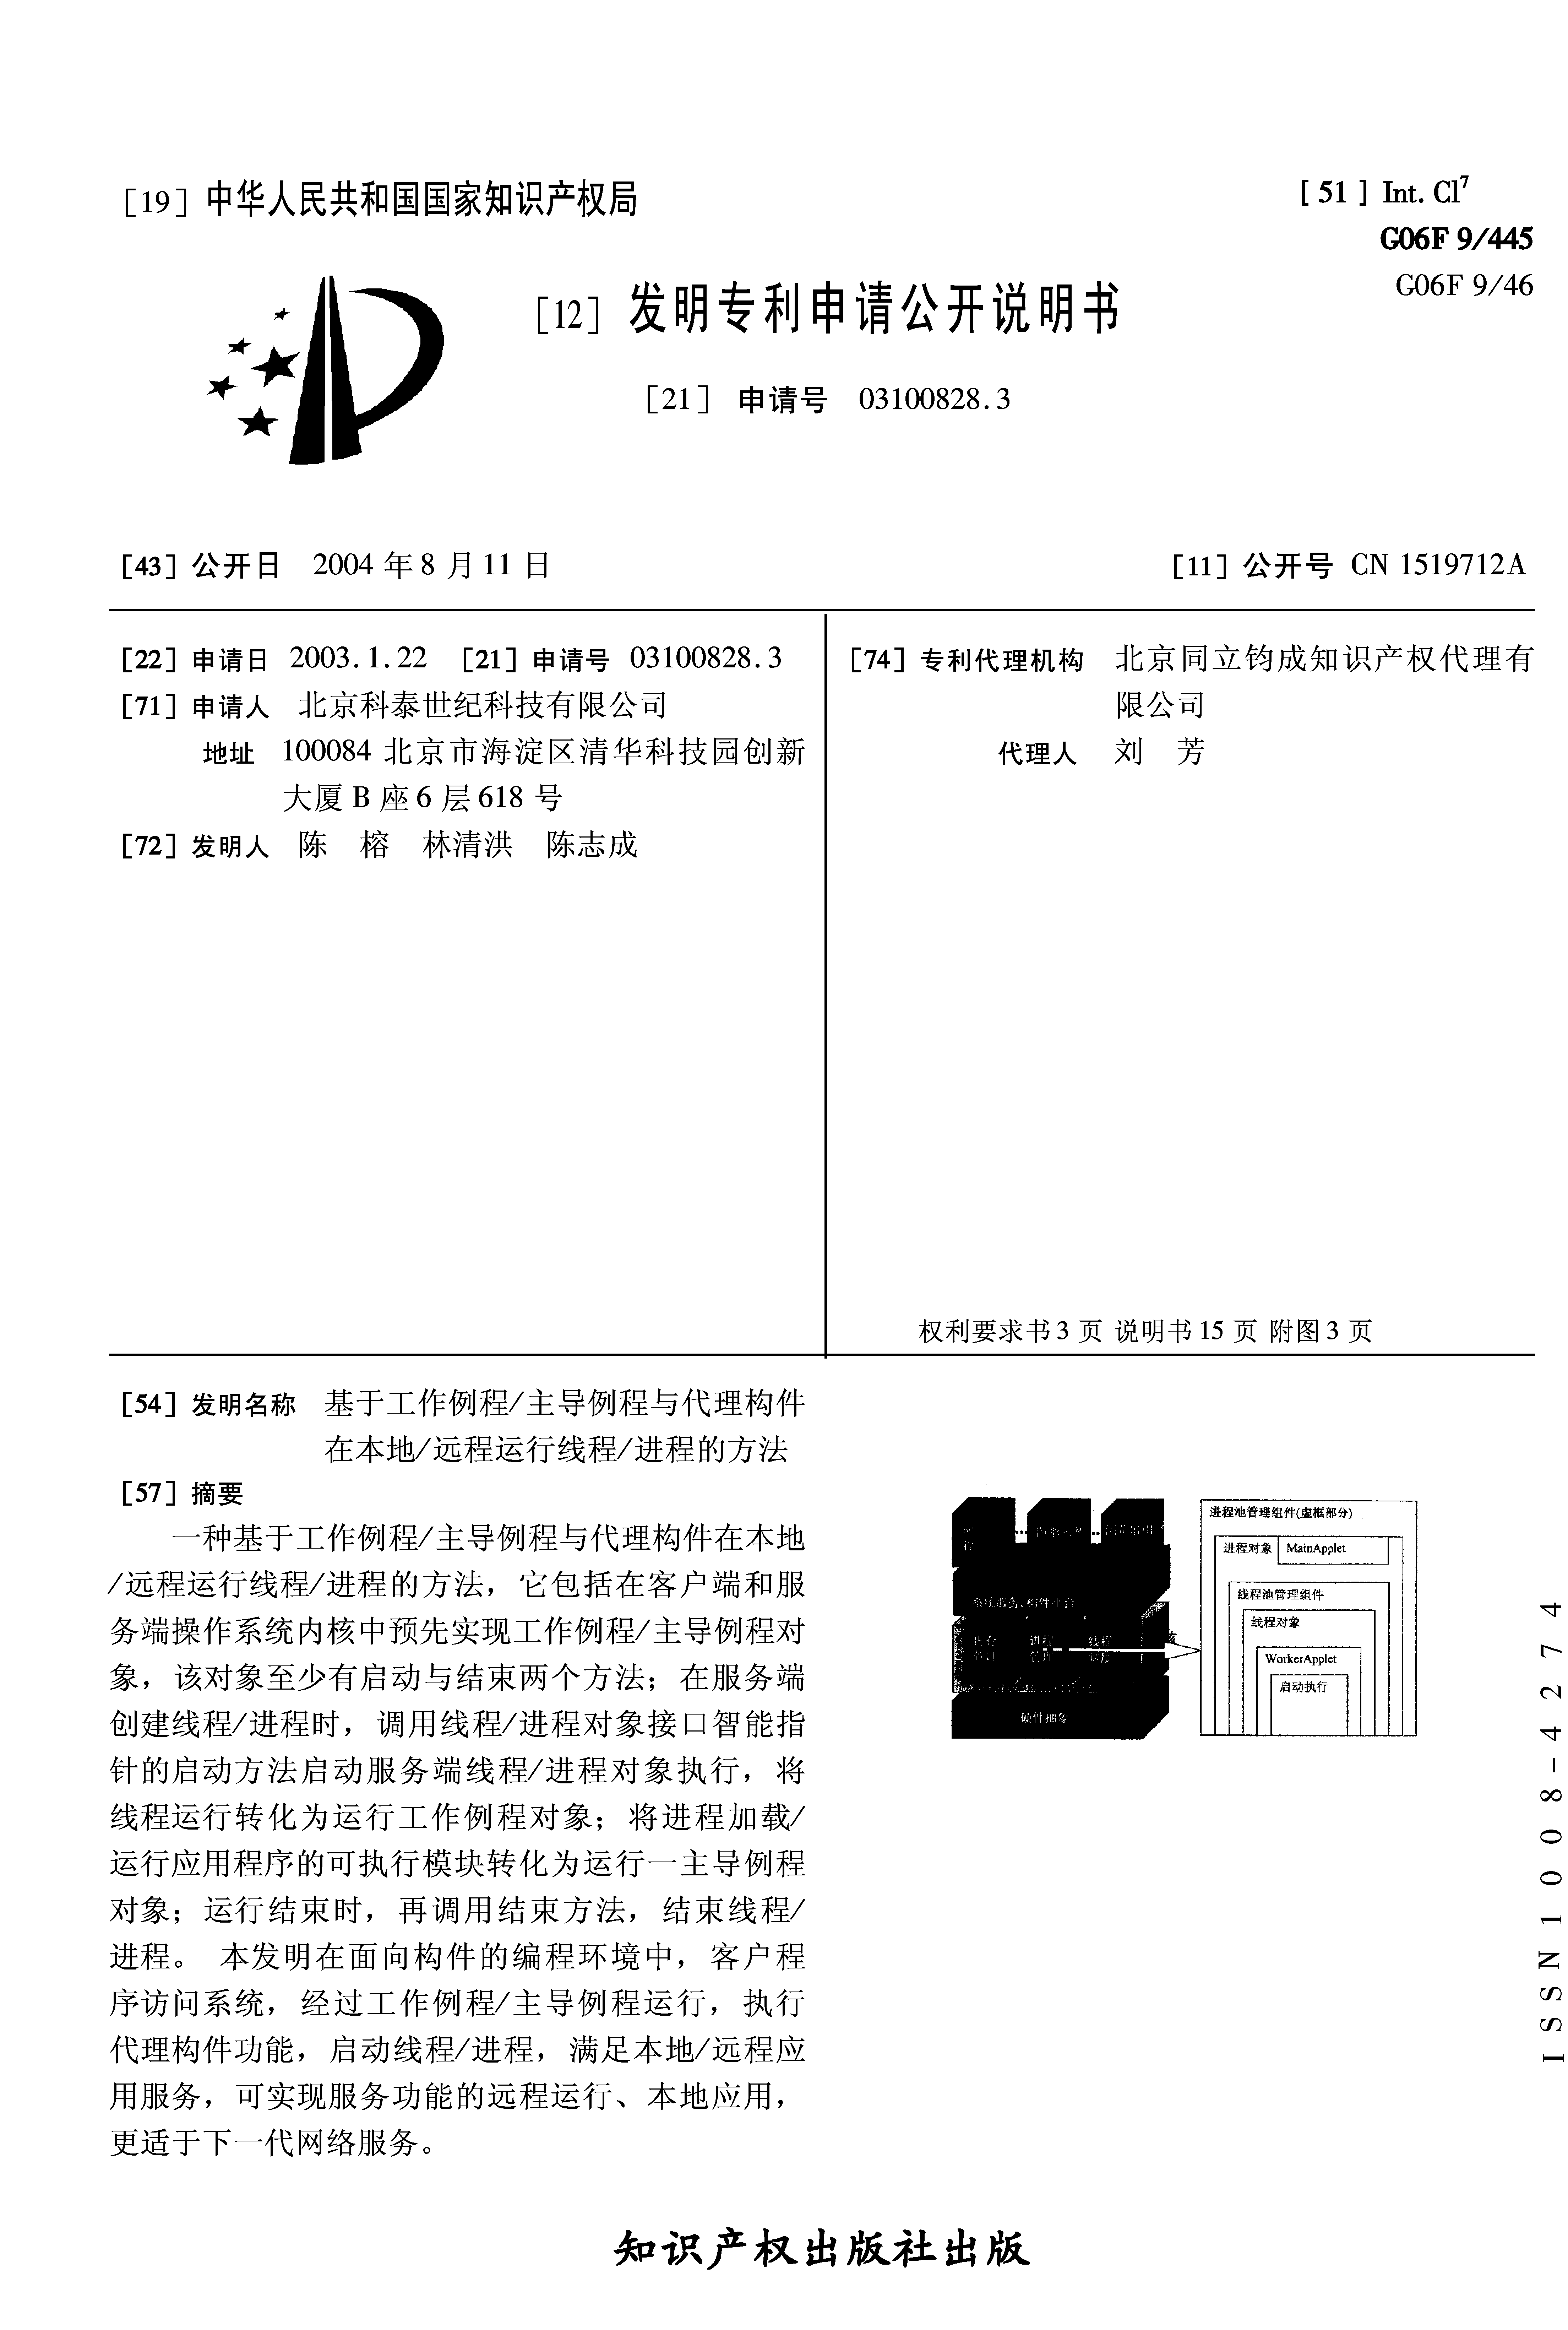 [19] 中华人民共和国国家知识产权局
[51] Int. Cl7
G06F 9/445
G06F 9/46
[12] 发明专利申请公开说明书
[21] 申请号 03100828.3
[43] 公开日 2004 年 8 月 11 日
[11] 公开号 CN 1519712A
[22] 申请日 2003.1.22 [21] 申请号 03100828.3
[71] 申请人 北京科泰世纪科技有限公司
地址 100084 北京市海淀区清华科技园创新
大厦 B 座 6 层 618 号
[72] 发明人 陈 榕 林清洪 陈志成
[74] 专利代理机构 北京同立钧成知识产权代理有
限公司
代理人 刘 芳
权利要求书 3 页 说明书 15 页 附图 3 页
[54] 发明名称 基于工作例程/主导例程与代理构件
在本地/远程运行线程/进程的方法
[57] 摘要
一种基于工作例程/主导例程与代理构件在本地
/远程运行线程/进程的方法，它包括在客户端和服
务端操作系统内核中预先实现工作例程/主导例程对
象，该对象至少有启动与结束两个方法；在服务端
创建线程/进程时，调用线程/进程对象接口智能指
针的启动方法启动服务端线程/进程对象执行，将
线程运行转化为运行工作例程对象；将进程加载/
运行应用程序的可执行模块转化为运行一主导例程
对象；运行结束时，再调用结束方法，结束线程/
进程。 本发明在面向构件的编程环境中，客户程
序访问系统，经过工作例程/主导例程运行，执行
代理构件功能，启动线程/进程，满足本地/远程应
用服务，可实现服务功能的远程运行、本地应用，
更适于下一代网络服务。
进程
管理
线程
硬件抽象
进程池管理组件(虚框部分)
进程对象 MainApplet
线程池管理组件
线程对象
WorkerApplet
启动执行
ISSN 1008-4274
知识产权出版社出版